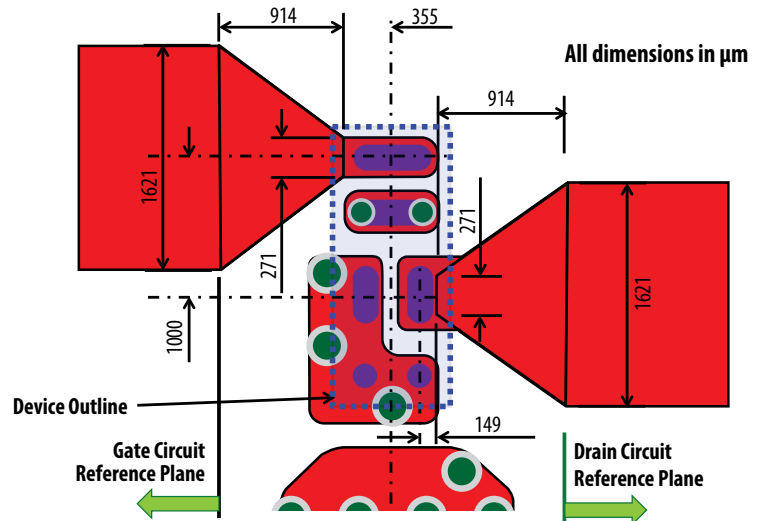 914
355
All dimensions in µm
914
1621
271
271
1621
1000
Device Outline
149
Gate Circuit
Reference Plane
Drain Circuit
Reference Plane